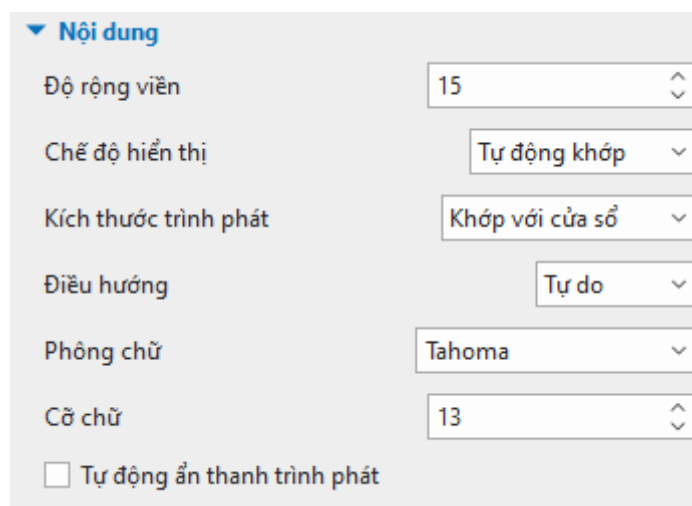 Nội dung
Độ rộng viền 15
Chế độ hiển thị Tự động khớp
Kích thước trình phát Khớp với cửa sổ
Điều hướng Tự do
Phông chữ Tahoma
Cỡ chữ 13
Tự động ẩn thanh trình phát